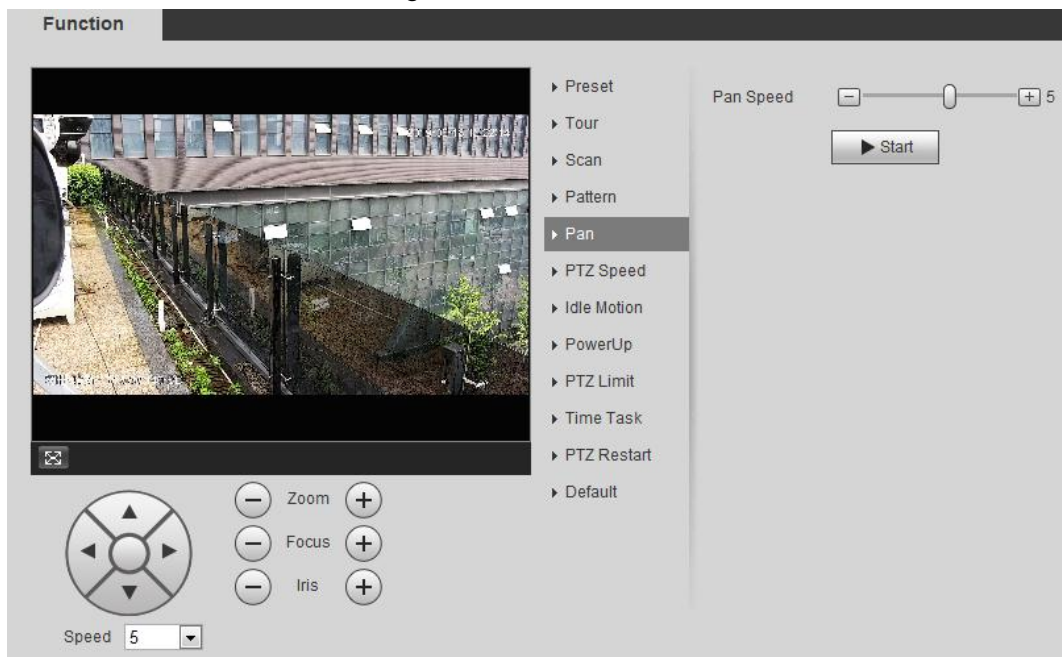 Function
Preset
Tour
Scan
Pattern
Pan
PTZ Speed
Idle Motion
PowerUp
PTZ Limit
Time Task
PTZ Restart
Default
Pan Speed 5
Start
Zoom
Focus
Iris
Speed 5